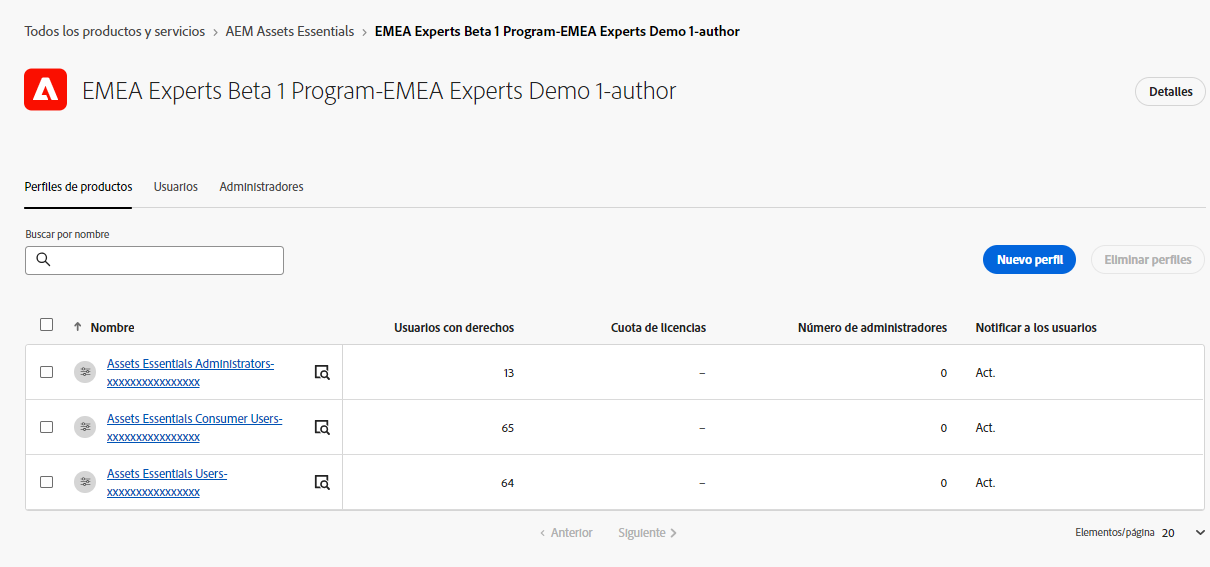 Todos los productos y servicios > AEM Assets Essentials > EMEA Experts Beta 1 Program-EMEA Experts Demo 1-author
EMEA Experts Beta 1 Program-EMEA Experts Demo 1-author
Detalles
Perfiles de productos Usuarios Administradores
Buscar por nombre
Nuevo perfil Eliminar perfiles
↑ Nombre Usuarios con derechos Cuota de licencias Número de administradores Notificar a los usuarios
Assets Essentials Administrators-
xxxxxxxxxxxxxxxx
13 – 0 Act.
Assets Essentials Consumer Users-
xxxxxxxxxxxxxxxx
65 – 0 Act.
Assets Essentials Users-
xxxxxxxxxxxxxxxx
64 – 0 Act.
‹ Anterior Siguiente › Elementos/página 20